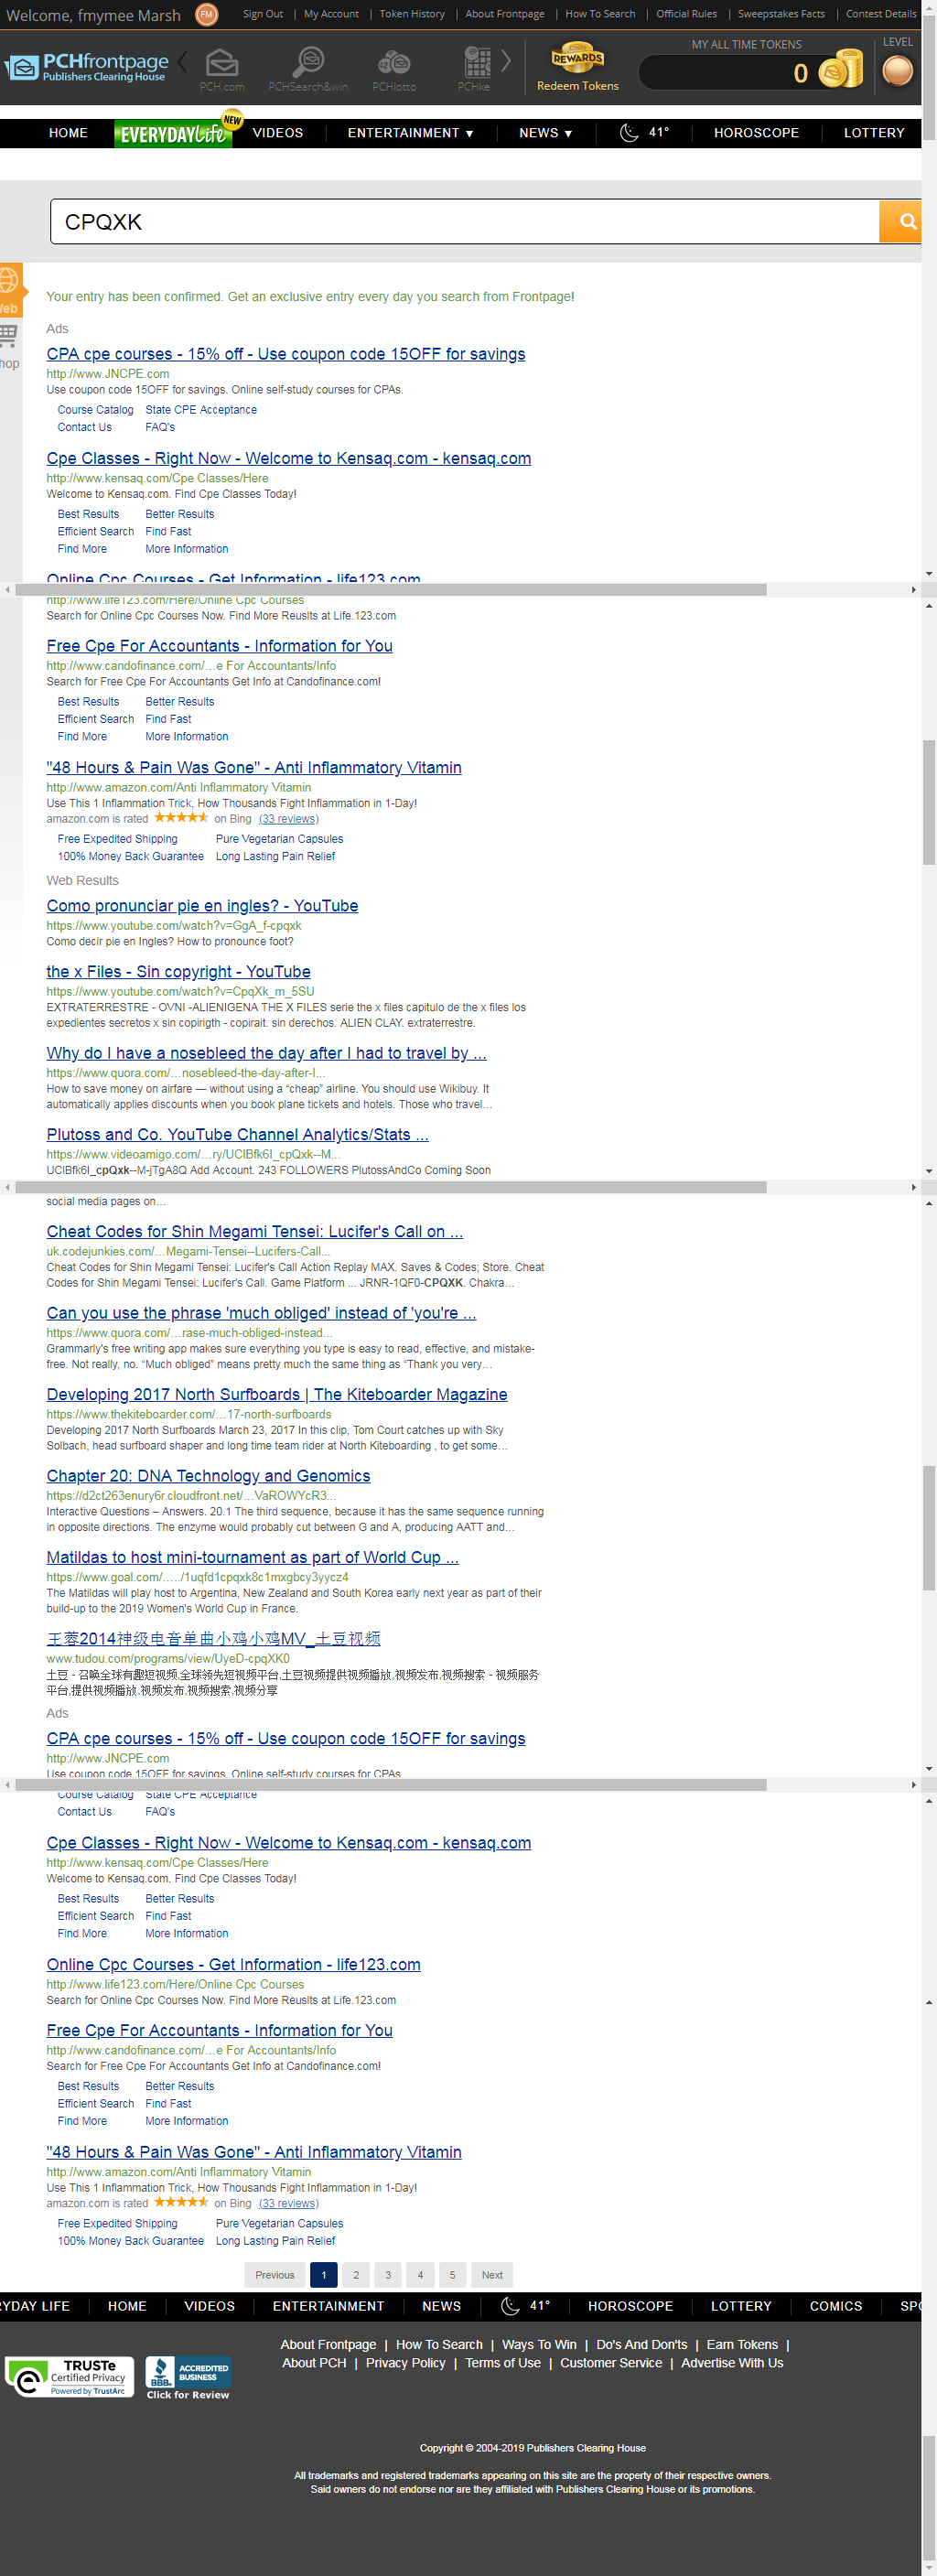 Welcome, fmymee Marsh FM Sign Out | My Account | Token History | About Frontpage | How To Search | Official Rules | Sweepstakes Facts | Contest Details
PCHfrontpage
Publishers Clearing House
PCH.com PCHSearch&win PCHlotto PCHke
REWARDS
Redeem Tokens
MY ALL TIME TOKENS
0
LEVEL
HOME EVERYDAY Life NEW VIDEOS ENTERTAINMENT ▼ NEWS ▼ 41° HOROSCOPE LOTTERY
CPQXK
Your entry has been confirmed. Get an exclusive entry every day you search from Frontpage!
Ads
CPA cpe courses - 15% off - Use coupon code 15OFF for savings
http://www.JNCPE.com
Use coupon code 15OFF for savings. Online self-study courses for CPAs.
Course Catalog State CPE Acceptance
Contact Us FAQ's
Cpe Classes - Right Now - Welcome to Kensaq.com - kensaq.com
http://www.kensaq.com/Cpe Classes/Here
Welcome to Kensaq.com. Find Cpe Classes Today!
Best Results Better Results
Efficient Search Find Fast
Find More More Information
Online Cpc Courses - Get Information - life123.com
http://www.life123.com/Here/Online Cpc Courses
Search for Online Cpc Courses Now. Find More Reuslts at Life.123.com
Free Cpe For Accountants - Information for You
http://www.candofinance.com/...e For Accountants/Info
Search for Free Cpe For Accountants Get Info at Candofinance.com!
Best Results Better Results
Efficient Search Find Fast
Find More More Information
"48 Hours & Pain Was Gone" - Anti Inflammatory Vitamin
http://www.amazon.com/Anti Inflammatory Vitamin
Use This 1 Inflammation Trick, How Thousands Fight Inflammation in 1-Day!
amazon.com is rated ★★★★★ on Bing (33 reviews)
Free Expedited Shipping Pure Vegetarian Capsules
100% Money Back Guarantee Long Lasting Pain Relief
Web Results
Como pronunciar pie en ingles? - YouTube
https://www.youtube.com/watch?v=GgA_f-cpqxk
Como decir pie en Ingles? How to pronounce foot?
the x Files - Sin copyright - YouTube
https://www.youtube.com/watch?v=CpqXk_m_5SU
EXTRATERRESTRE - OVNI -ALIENIGENA THE X FILES serie the x files capitulo de the x files los
expedientes secretos x sin copirigth - copirait. sin derechos. ALIEN CLAY. extraterrestre.
Why do I have a nosebleed the day after I had to travel by ...
https://www.quora.com/...nosebleed-the-day-after-I...
How to save money on airfare — without using a “cheap” airline. You should use Wikibuy. It
automatically applies discounts when you book plane tickets and hotels. Those who travel...
Plutoss and Co. YouTube Channel Analytics/Stats ...
https://www.videoamigo.com/...ry/UCIBfk6I_cpQxk--M...
UCIBfk6I_cpQxk--M-jTgA8Q Add Account. 243 FOLLOWERS PlutossAndCo Coming Soon
social media pages on...
Cheat Codes for Shin Megami Tensei: Lucifer's Call on ...
uk.codejunkies.com/...Megami-Tensei--Lucifers-Call...
Cheat Codes for Shin Megami Tensei: Lucifer's Call Action Replay MAX. Saves & Codes; Store. Cheat
Codes for Shin Megami Tensei: Lucifer's Call. Game Platform ... JRNR-1QF0-CPQXK. Chakra...
Can you use the phrase 'much obliged' instead of 'you're ...
https://www.quora.com/...rase-much-obliged-instead...
Grammarly's free writing app makes sure everything you type is easy to read, effective, and mistake-
free. Not really, no. “Much obliged” means pretty much the same thing as “Thank you very...
Developing 2017 North Surfboards | The Kiteboarder Magazine
https://www.thekiteboarder.com/...17-north-surfboards
Developing 2017 North Surfboards March 23, 2017 In this clip, Tom Court catches up with Sky
Solbach, head surfboard shaper and long time team rider at North Kiteboarding , to get some...
Chapter 20: DNA Technology and Genomics
https://d2ct263enury6r.cloudfront.net/...VaROWYcR3...
Interactive Questions – Answers. 20.1 The third sequence, because it has the same sequence running
in opposite directions. The enzyme would probably cut between G and A, producing AATT and...
Matildas to host mini-tournament as part of World Cup ...
https://www.goal.com/...../1uqfd1cpqxk8c1mxgbcy3yycz4
The Matildas will play host to Argentina, New Zealand and South Korea early next year as part of their
build-up to the 2019 Women's World Cup in France.
王蓉2014神级电音单曲小鸡小鸡MV_土豆视频
www.tudou.com/programs/view/UyeD-cpqXK0
土豆 - 召唤全球有趣短视频,全球领先短视频平台,土豆视频提供视频播放,视频发布,视频搜索 - 视频服务
平台,提供视频播放,视频发布,视频搜索,视频分享
Ads
CPA cpe courses - 15% off - Use coupon code 15OFF for savings
http://www.JNCPE.com
Use coupon code 15OFF for savings. Online self-study courses for CPAs.
Course Catalog State CPE Acceptance
Contact Us FAQ's
Cpe Classes - Right Now - Welcome to Kensaq.com - kensaq.com
http://www.kensaq.com/Cpe Classes/Here
Welcome to Kensaq.com. Find Cpe Classes Today!
Best Results Better Results
Efficient Search Find Fast
Find More More Information
Online Cpc Courses - Get Information - life123.com
http://www.life123.com/Here/Online Cpc Courses
Search for Online Cpc Courses Now. Find More Reuslts at Life.123.com
Free Cpe For Accountants - Information for You
http://www.candofinance.com/...e For Accountants/Info
Search for Free Cpe For Accountants Get Info at Candofinance.com!
Best Results Better Results
Efficient Search Find Fast
Find More More Information
"48 Hours & Pain Was Gone" - Anti Inflammatory Vitamin
http://www.amazon.com/Anti Inflammatory Vitamin
Use This 1 Inflammation Trick, How Thousands Fight Inflammation in 1-Day!
amazon.com is rated ★★★★★ on Bing (33 reviews)
Free Expedited Shipping Pure Vegetarian Capsules
100% Money Back Guarantee Long Lasting Pain Relief
Previous 1 2 3 4 5 Next
RYDAY LIFE HOME VIDEOS ENTERTAINMENT NEWS 41° HOROSCOPE LOTTERY COMICS SPO
About Frontpage | How To Search | Ways To Win | Do's And Don'ts | Earn Tokens |
About PCH | Privacy Policy | Terms of Use | Customer Service | Advertise With Us
TRUSTe
Certified Privacy
Powered by TrustArc
BBB. ACCREDITED BUSINESS
Click for Review
Copyright © 2004-2019 Publishers Clearing House
All trademarks and registered trademarks appearing on this site are the property of their respective owners.
Said owners do not endorse nor are they affiliated with Publishers Clearing House or its promotions.